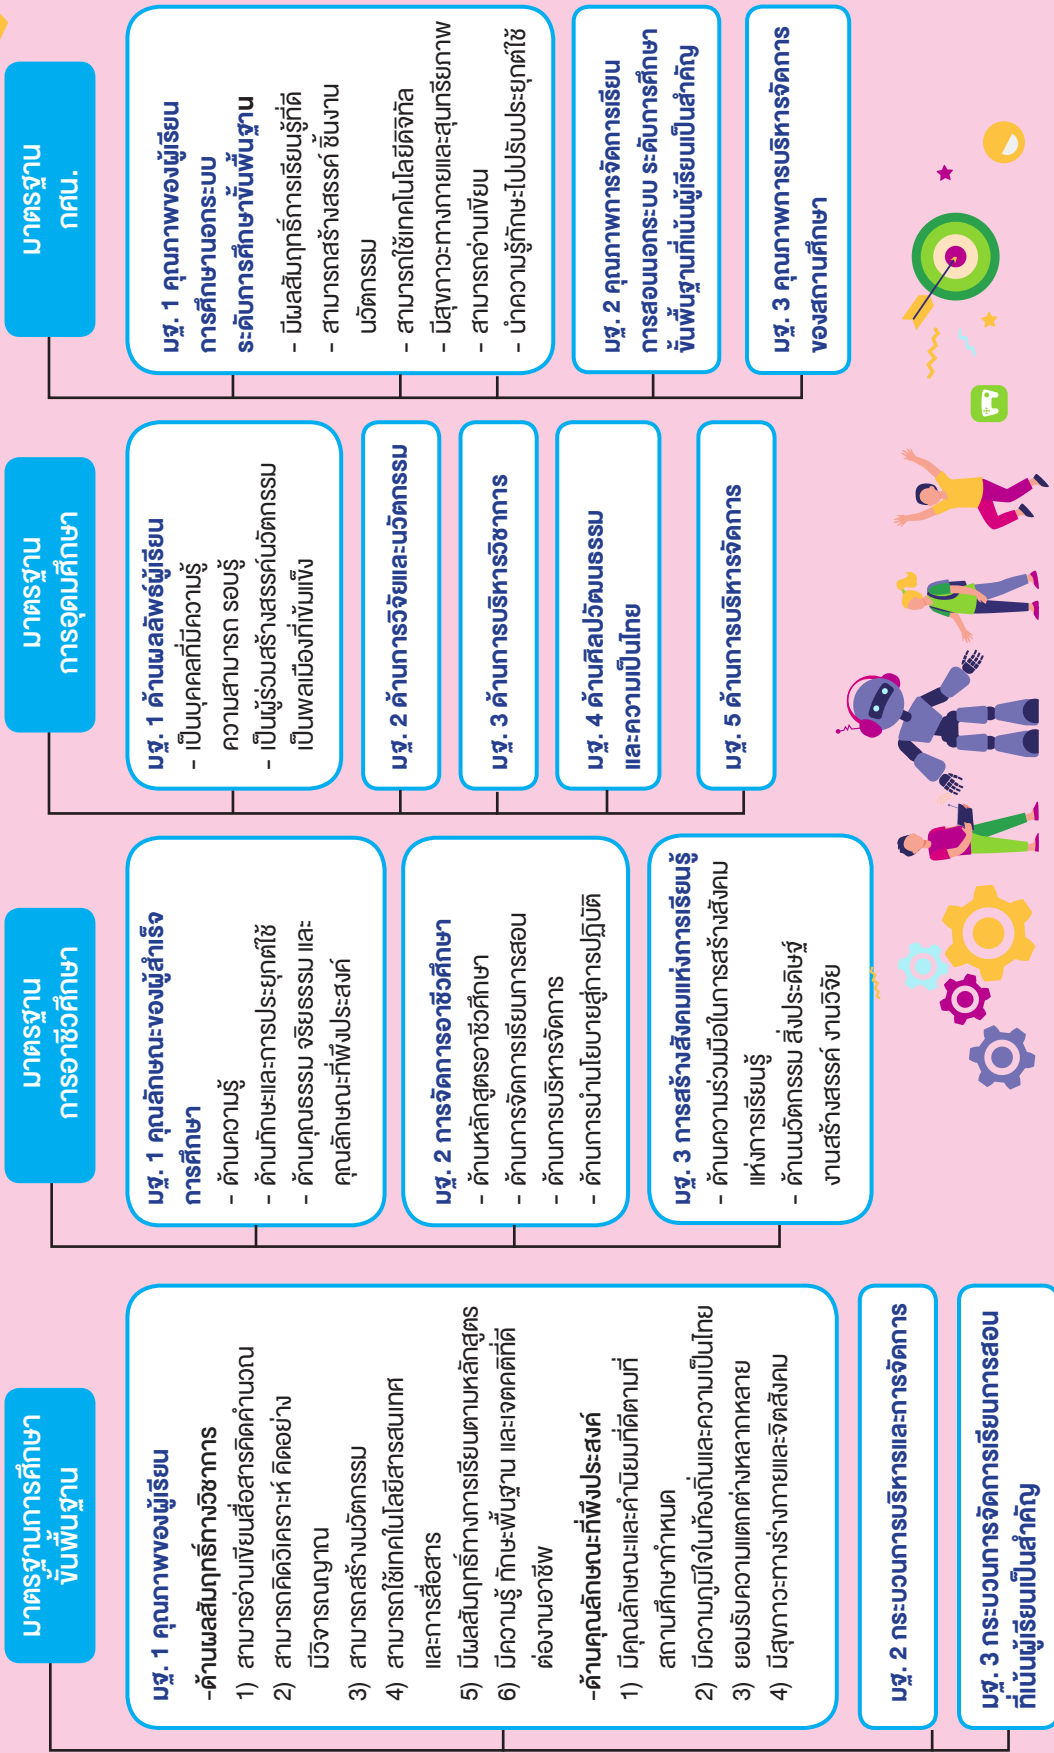 มาตรฐานการศึกษา
ขั้นพื้นฐาน
มฐ. 1 คุณภาพของผู้เรียน
-ด้านผลสัมฤทธิ์ทางวิชาการ
1) สามารอ่านเขียนสื่อสารคิดคำนวณ
2) สามารถคิดวิเคราะห์ คิดอย่าง
มีวิจารณญาณ
3) สามารถสร้างนวัตกรรม
4) สามารถใช้เทคโนโลยีสารสนเทศ
และการสื่อสาร
5) มีผลสัมฤทธิ์ทางการเรียนตามหลักสูตร
6) มีความรู้ ทักษะพื้นฐาน และเจตคติที่ดี
ต่องานอาชีพ
-ด้านคุณลักษณะที่พึงประสงค์
1) มีคุณลักษณะและค่านิยมที่ดีตามที่
สถานศึกษากำหนด
2) มีความภูมิใจในท้องถิ่นและความเป็นไทย
3) ยอมรับความแตกต่างหลากหลาย
4) มีสุขภาวะทางร่างกายและจิตสังคม
มฐ. 2 กระบวนการบริหารและการจัดการ
มฐ. 3 กระบวนการจัดการเรียนการสอน
ที่เน้นผู้เรียนเป็นสำคัญ
มาตรฐาน
การอาชีวศึกษา
มฐ. 1 คุณลักษณะของผู้สำเร็จ
การศึกษา
- ด้านความรู้
- ด้านทักษะและการประยุกต์ใช้
- ด้านคุณธรรม จริยธรรม และ
คุณลักษณะที่พึงประสงค์
มฐ. 2 การจัดการอาชีวศึกษา
- ด้านหลักสูตรอาชีวศึกษา
- ด้านการจัดการเรียนการสอน
- ด้านการบริหารจัดการ
- ด้านการนำนโยบายสู่การปฏิบัติ
มฐ. 3 การสร้างสังคมแห่งการเรียนรู้
- ด้านความร่วมมือในการสร้างสังคม
แห่งการเรียนรู้
- ด้านนวัตกรรม สิ่งประดิษฐ์
งานสร้างสรรค์ งานวิจัย
มาตรฐาน
การอุดมศึกษา
มฐ. 1 ด้านผลลัพธ์ผู้เรียน
- เป็นบุคคลที่มีความรู้
ความสามารถ รอบรู้
- เป็นผู้ร่วมสร้างสรรค์นวัตกรรม
เป็นพลเมืองที่เข้มแข็ง
มฐ. 2 ด้านการวิจัยและนวัตกรรม
มฐ. 3 ด้านการบริหารวิชาการ
มฐ. 4 ด้านศิลปวัฒนธรรม
และความเป็นไทย
มฐ. 5 ด้านการบริหารจัดการ
มาตรฐาน
กศน.
มฐ. 1 คุณภาพของผู้เรียน
การศึกษานอกระบบ
ระดับการศึกษาขั้นพื้นฐาน
- มีผลสัมฤทธิ์การเรียนรู้ที่ดี
- สามารถสร้างสรรค์ ชิ้นงาน
นวัตกรรม
- สามารถใช้เทคโนโลยีดิจิทัล
- มีสุขภาวะทางกายและสุนทรียภาพ
- สามารถอ่านเขียน
- นำความรู้ทักษะไปปรับประยุกต์ใช้
มฐ. 2 คุณภาพการจัดการเรียน
การสอนนอกระบบ ระดับการศึกษา
ขั้นพื้นฐานที่เน้นผู้เรียนเป็นสำคัญ
มฐ. 3 คุณภาพการบริหารจัดการ
ของสถานศึกษา